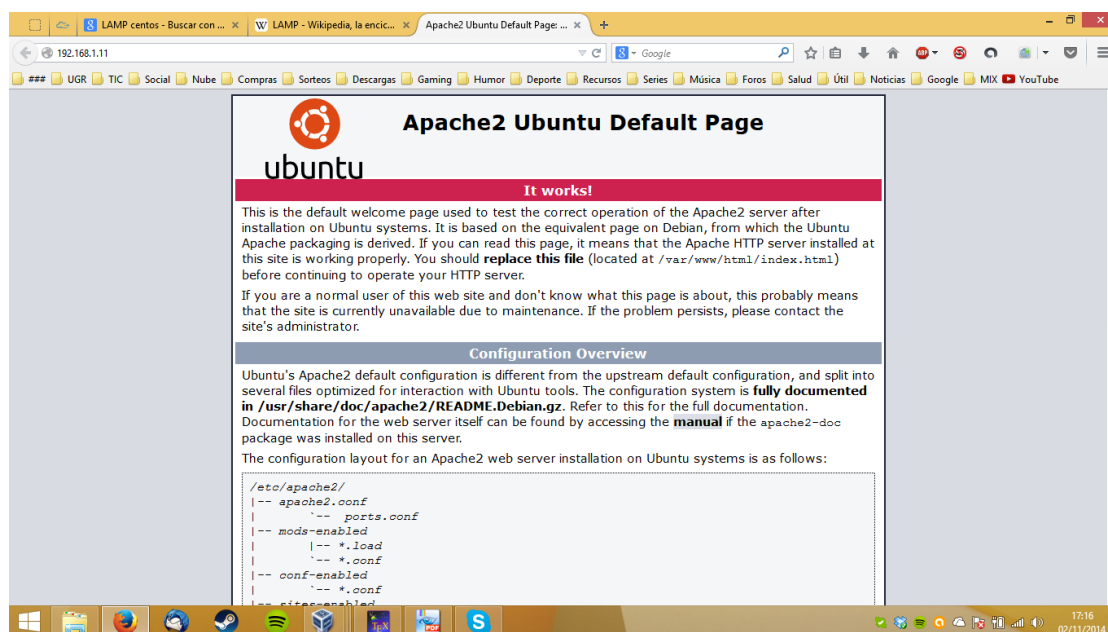 LAMP centos - Buscar con ...
LAMP - Wikipedia, la encic...
Apache2 Ubuntu Default Page: ...
192.168.1.11
Google
### UGR TIC Social Nube Compras Sorteos Descargas Gaming Humor Deporte Recursos Series Música Foros Salud Útil Noticias Google MIX YouTube
ubuntu
Apache2 Ubuntu Default Page
It works!
This is the default welcome page used to test the correct operation of the Apache2 server after
installation on Ubuntu systems. It is based on the equivalent page on Debian, from which the Ubuntu
Apache packaging is derived. If you can read this page, it means that the Apache HTTP server installed at
this site is working properly. You should replace this file (located at /var/www/html/index.html)
before continuing to operate your HTTP server.
If you are a normal user of this web site and don't know what this page is about, this probably means
that the site is currently unavailable due to maintenance. If the problem persists, please contact the
site's administrator.
Configuration Overview
Ubuntu's Apache2 default configuration is different from the upstream default configuration, and split into
several files optimized for interaction with Ubuntu tools. The configuration system is fully documented
in /usr/share/doc/apache2/README.Debian.gz. Refer to this for the full documentation.
Documentation for the web server itself can be found by accessing the manual if the apache2-doc
package was installed on this server.
The configuration layout for an Apache2 web server installation on Ubuntu systems is as follows:
/etc/apache2/
|-- apache2.conf
|       `--  ports.conf
|-- mods-enabled
|       |-- *.load
|       `-- *.conf
|-- conf-enabled
|       `-- *.conf
|-- sites-enabled
17:16
02/11/2014